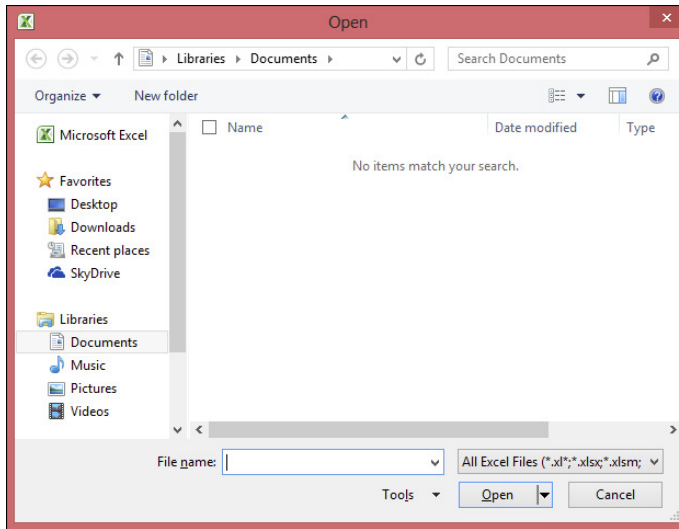 Open
Libraries Documents Search Documents
Organize New folder
Microsoft Excel Name Date modified Type
No items match your search.
Favorites
Desktop
Downloads
Recent places
SkyDrive
Libraries
Documents
Music
Pictures
Videos
File name: All Excel Files (*.xl*;*.xlsx;*.xlsm;
Tools Open Cancel